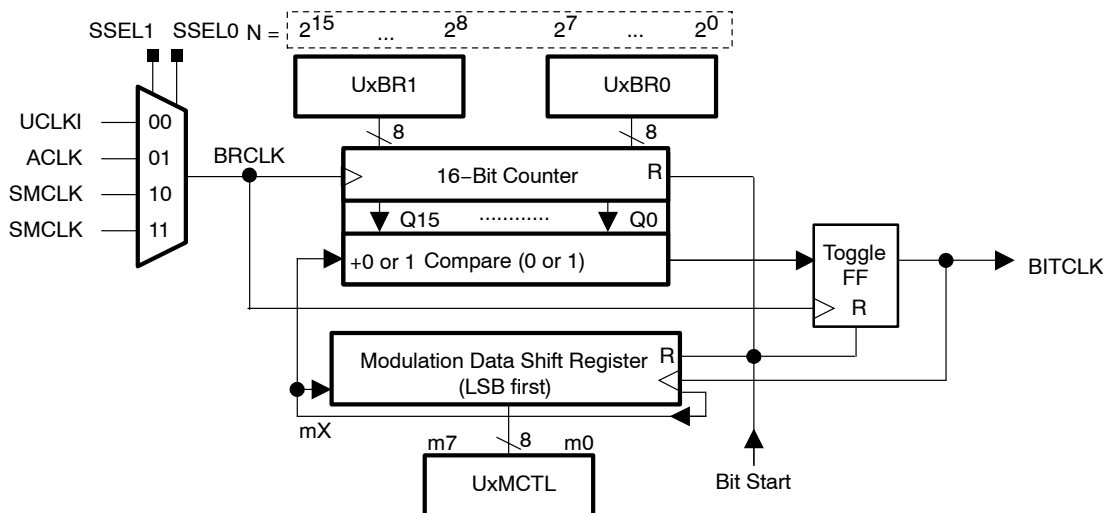 SSEL1 SSEL0 N = 2^15 ... 2^8 2^7 ... 2^0
UxBR1 UxBR0
8 8
UCLKI 00
ACLK 01
SMCLK 10
SMCLK 11
BRCLK
16−Bit Counter R
Q15 ............ Q0
+0 or 1 Compare (0 or 1)
Toggle
FF
R
BITCLK
Modulation Data Shift Register R
(LSB first)
mX
m7 8 m0
UxMCTL
Bit Start